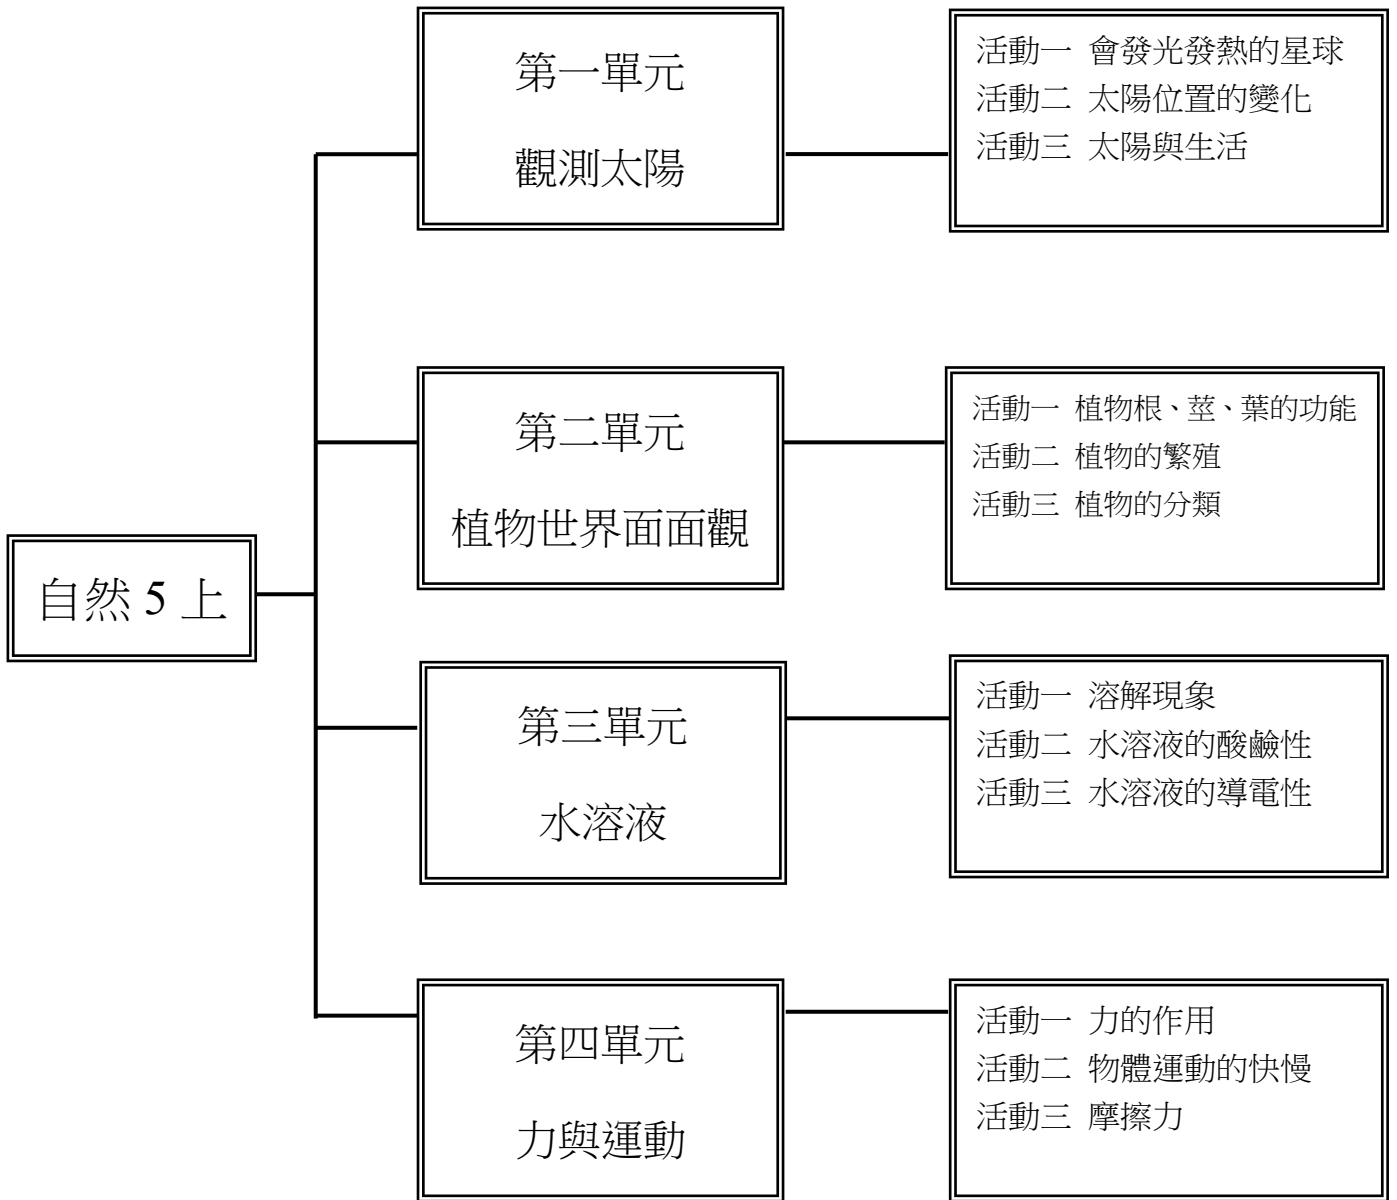 自然 5 上
第一單元
觀測太陽
活動一 會發光發熱的星球
活動二 太陽位置的變化
活動三 太陽與生活
第二單元
植物世界面面觀
活動一 植物根、莖、葉的功能
活動二 植物的繁殖
活動三 植物的分類
第三單元
水溶液
活動一 溶解現象
活動二 水溶液的酸鹼性
活動三 水溶液的導電性
第四單元
力與運動
活動一 力的作用
活動二 物體運動的快慢
活動三 摩擦力